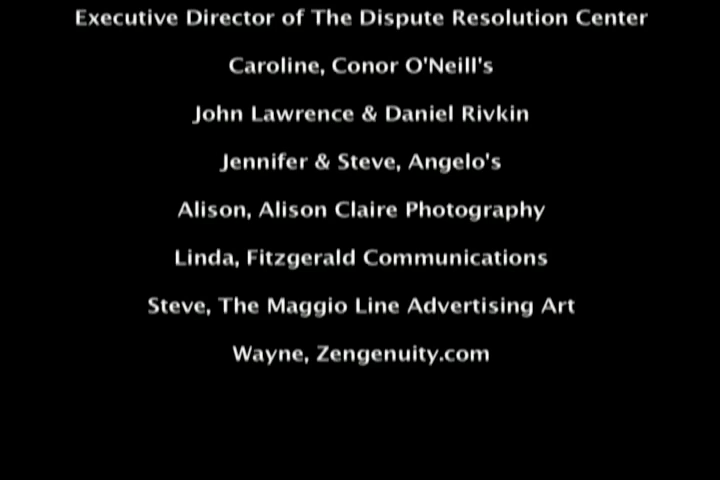 Executive Director of The Dispute Resolution Center
Caroline, Conor O'Neill's
John Lawrence & Daniel Rivkin
Jennifer & Steve, Angelo's
Alison, Alison Claire Photography
Linda, Fitzgerald Communications
Steve, The Maggio Line Advertising Art
Wayne, Zengenuity.com